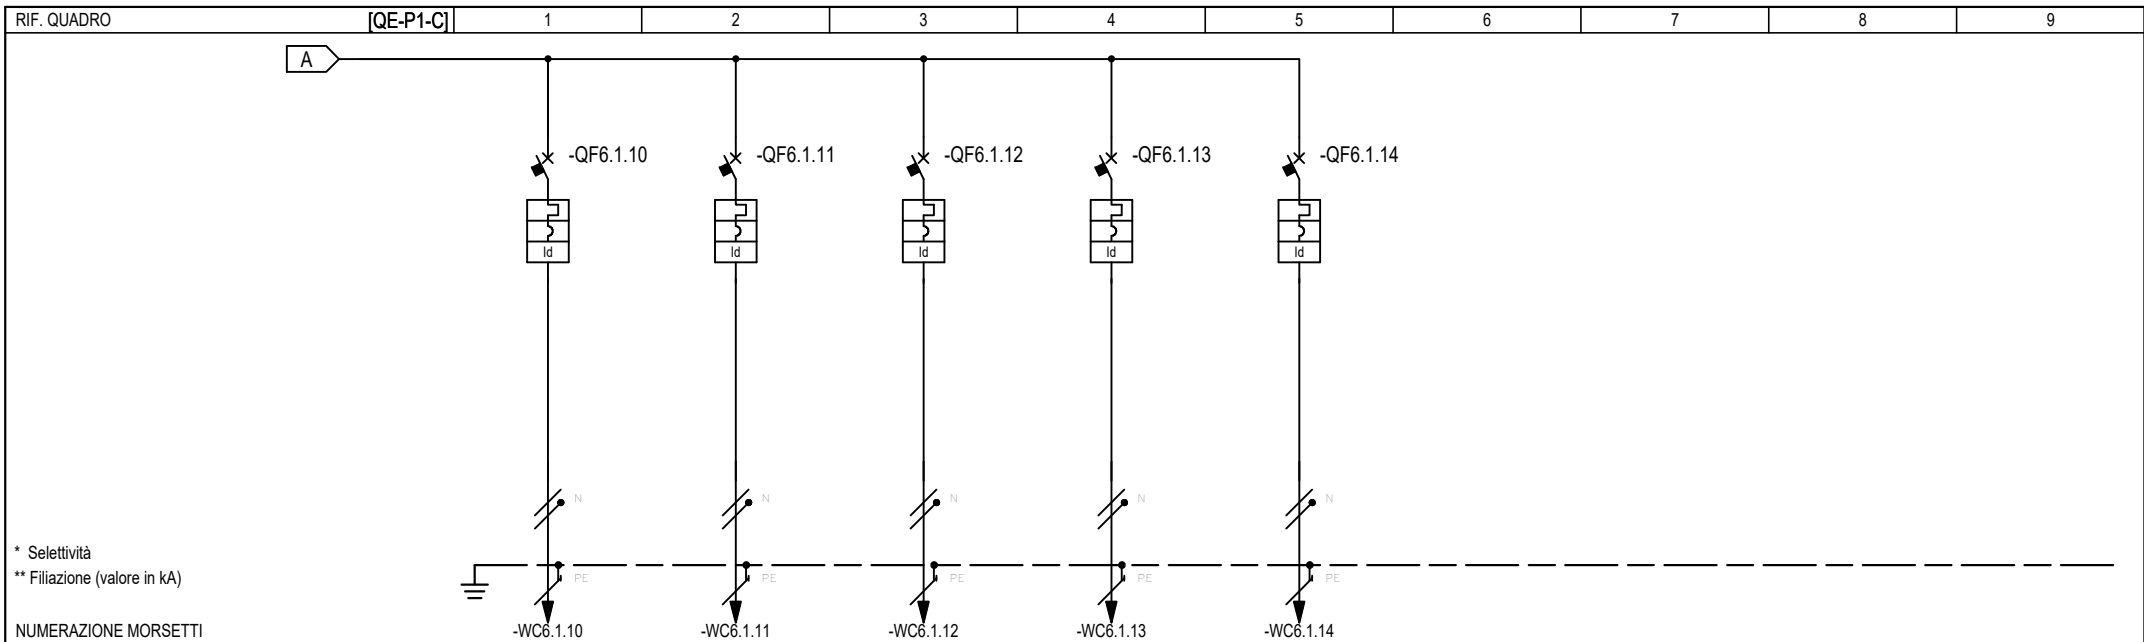 RIF. QUADRO [QE-P1-C] 1 2 3 4 5 6 7 8 9
A
-QF6.1.10 -QF6.1.11 -QF6.1.12 -QF6.1.13 -QF6.1.14
Id Id Id Id Id
N N N N N
* Selettività
** Filiazione (valore in kA)
PE PE PE PE PE
NUMERAZIONE MORSETTI -WC6.1.10 -WC6.1.11 -WC6.1.12 -WC6.1.13 -WC6.1.14